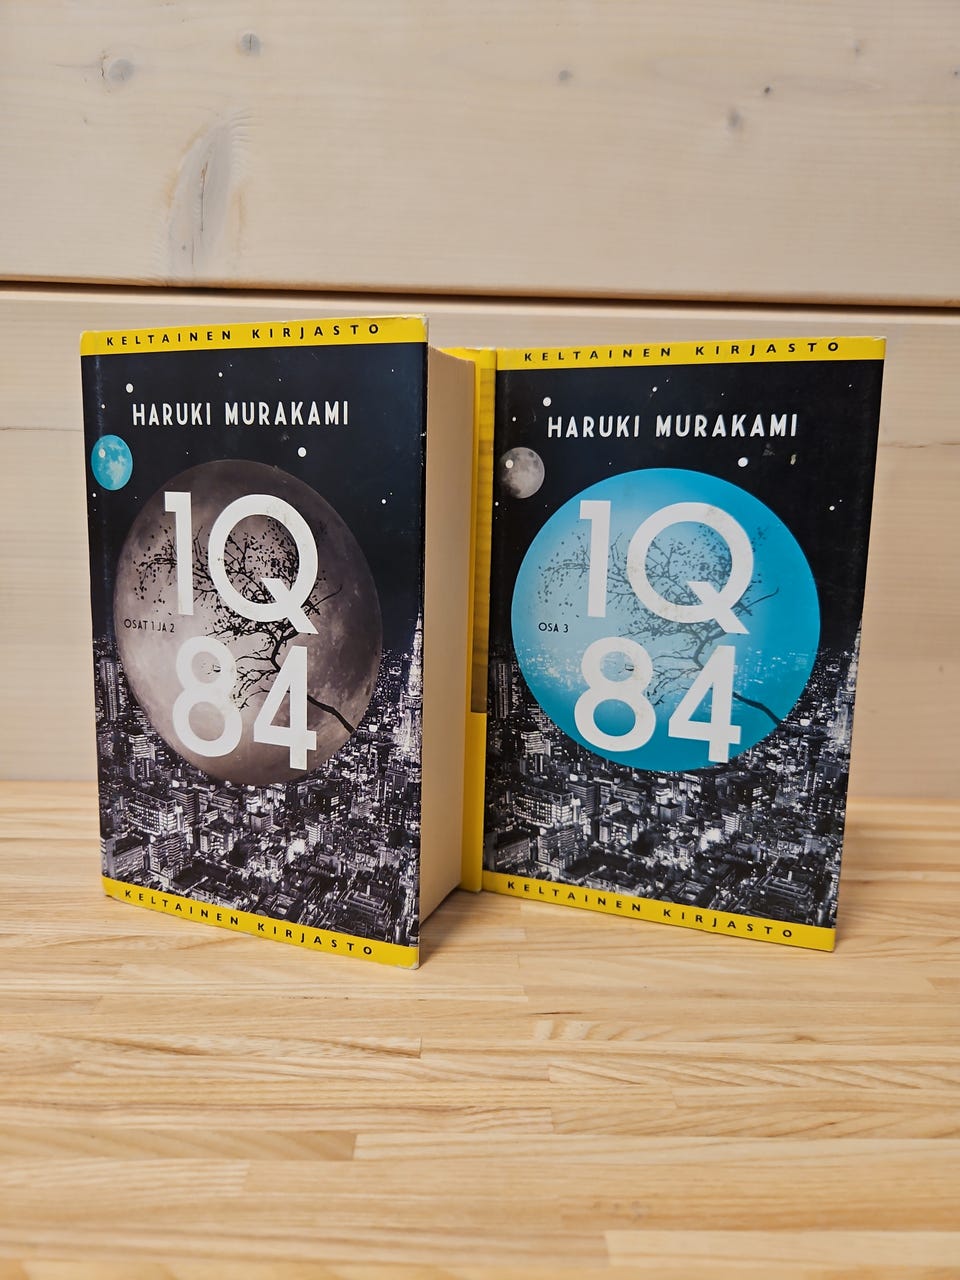 KELTAINEN KIRJASTO
HARUKI MURAKAMI
1Q
OSAT 1 JA 2
84
KELTAINEN KIRJASTO
KELTAINEN KIRJASTO
HARUKI MURAKAMI
1Q
OSA 3
84
KELTAINEN KIRJASTO